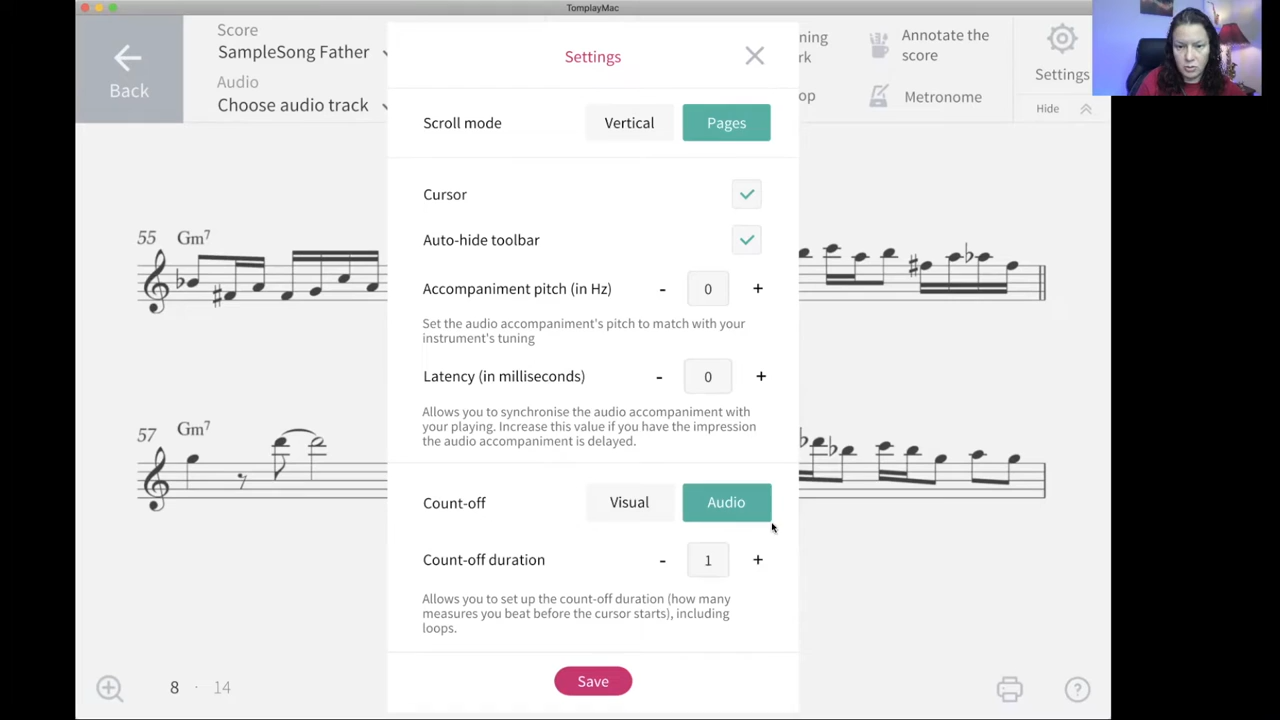 TomplayMac
Back
Score
SampleSong Father
Audio
Choose audio track
Settings
Annotate the
score
Metronome
Settings
Hide
Scroll mode
Vertical
Pages
Cursor
Auto-hide toolbar
Accompaniment pitch (in Hz)
- 0 +
Set the audio accompaniment's pitch to match with your
instrument's tuning
Latency (in milliseconds)
- 0 +
Allows you to synchronise the audio accompaniment with
your playing. Increase this value if you have the impression
the audio accompaniment is delayed.
Count-off
Visual
Audio
Count-off duration
- 1 +
Allows you to set up the count-off duration (how many
measures you beat before the cursor starts), including
loops.
Save
55 Gm7
57 Gm7
8 · 14
?